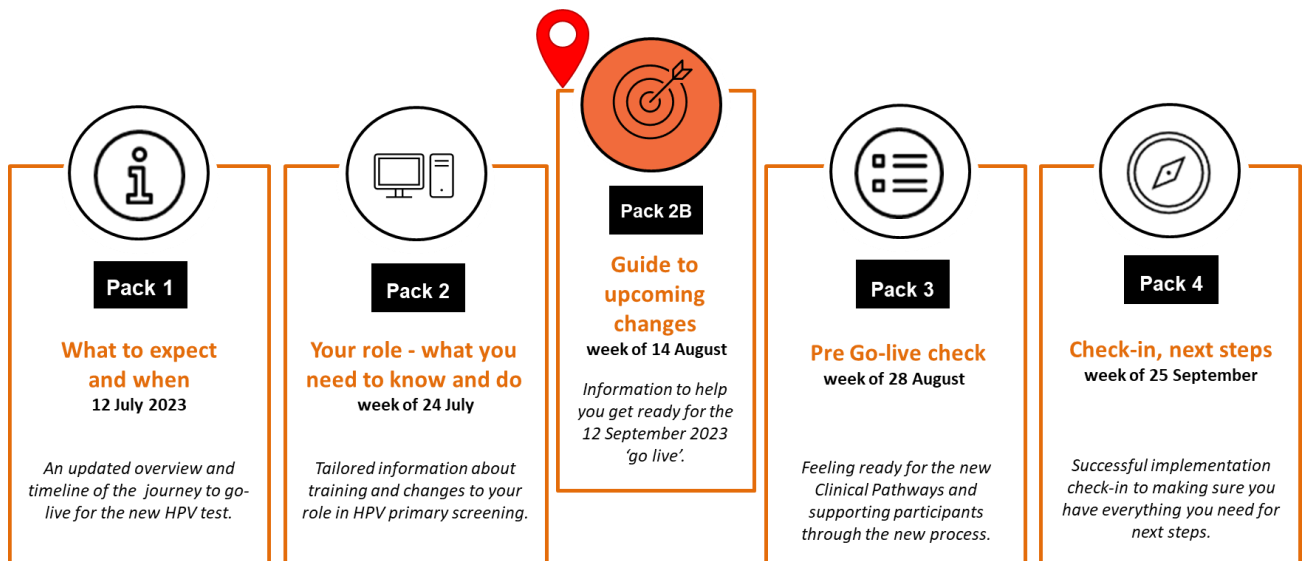 Pack 1
What to expect
and when
12 July 2023
An updated overview and
timeline of the journey to go-
live for the new HPV test.
Pack 2
Your role - what you
need to know and do
week of 24 July
Tailored information about
training and changes to your
role in HPV primary screening.
Pack 2B
Guide to
upcoming
changes
week of 14 August
Information to help
you get ready for the
12 September 2023
‘go live’.
Pack 3
Pre Go-live check
week of 28 August
Feeling ready for the new
Clinical Pathways and
supporting participants
through the new process.
Pack 4
Check-in, next steps
week of 25 September
Successful implementation
check-in to making sure you
have everything you need for
next steps.